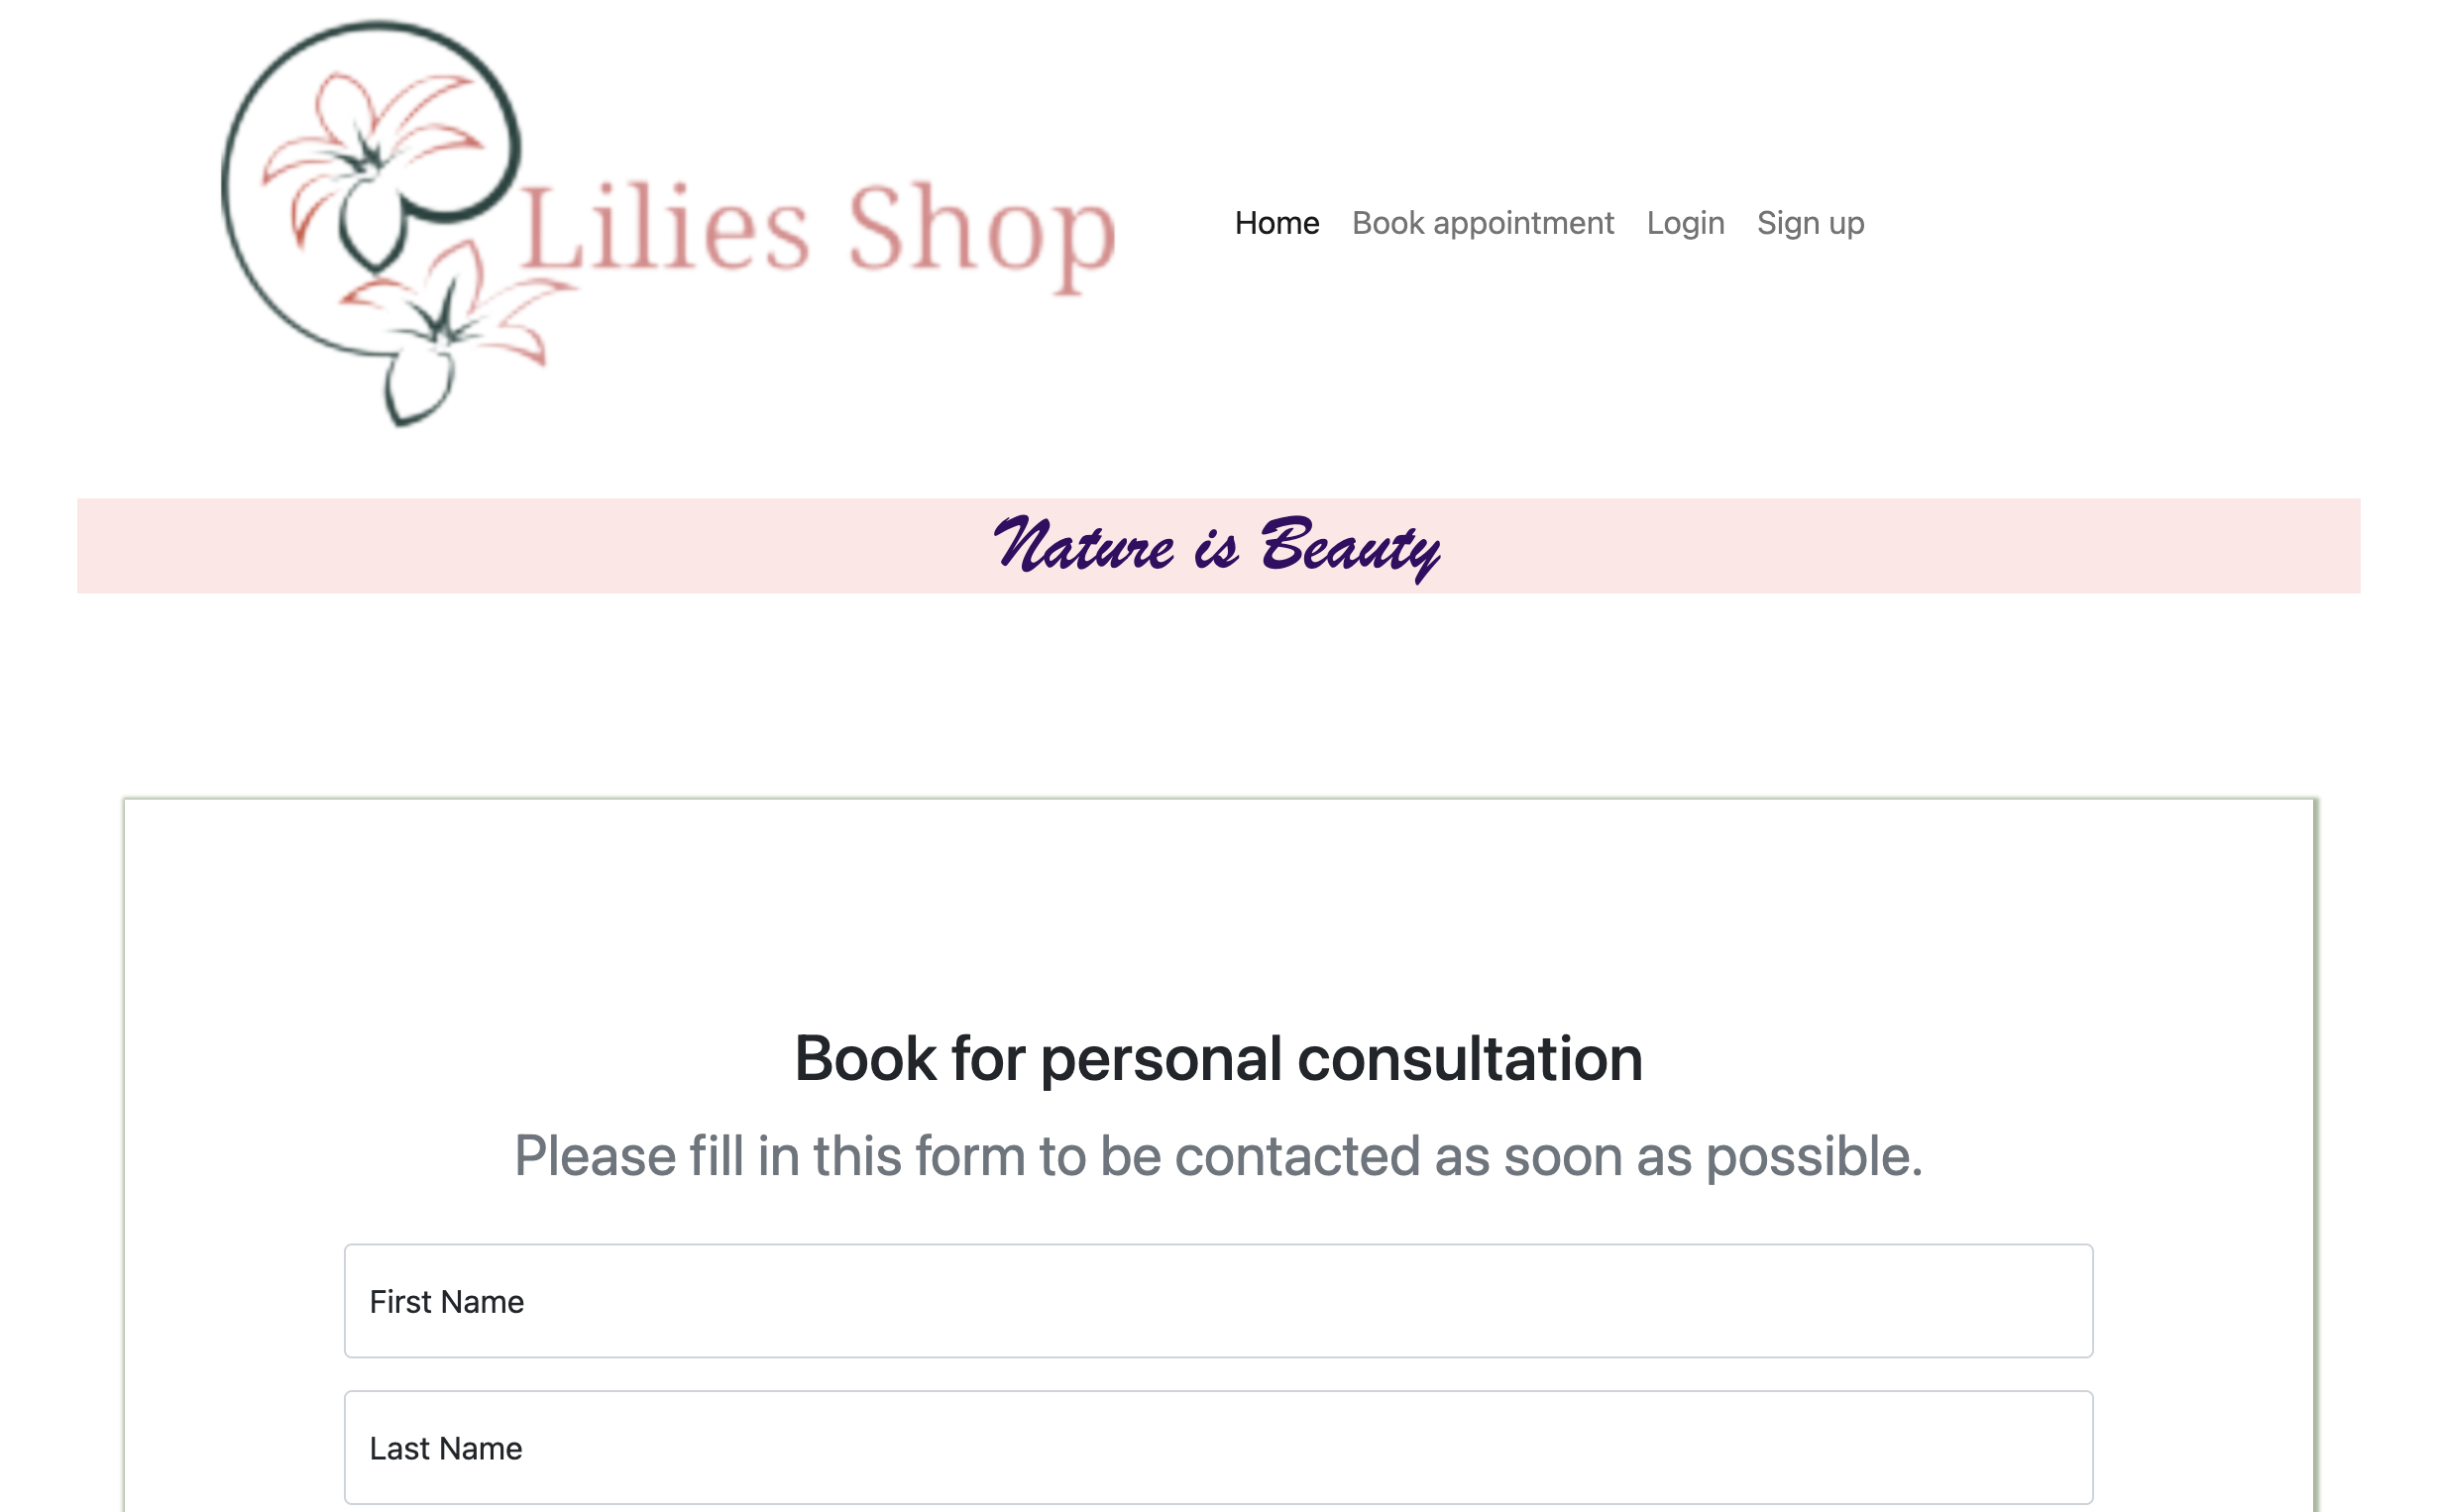 Lilies Shop
Home Book appointment Login Sign up
Nature is Beauty
Book for personal consultation
Please fill in this form to be contacted as soon as possible.
First Name
Last Name